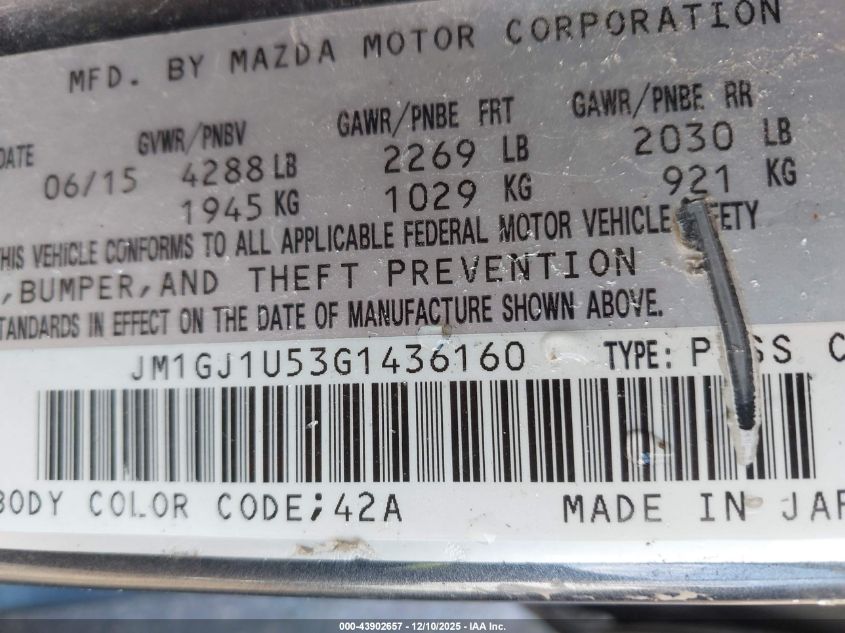 MFD. BY MAZDA MOTOR CORPORATION
DATE GVWR/PNBV GAWR/PNBE FRT GAWR/PNBE RR
06/15 4288 LB 2269 LB 2030 LB
1945 KG 1029 KG 921 KG
THIS VEHICLE CONFORMS TO ALL APPLICABLE FEDERAL MOTOR VEHICLE FETY
, BUMPER, AND THEFT PREVENTION
STANDARDS IN EFFECT ON THE DATE OF MANUFACTURE SHOWN ABOVE.
JM1GJ1U53G1436160 TYPE: P SS C
BODY COLOR CODE; 42A MADE IN JAP
000-43902657 - 12/10/2025 - IAA Inc.